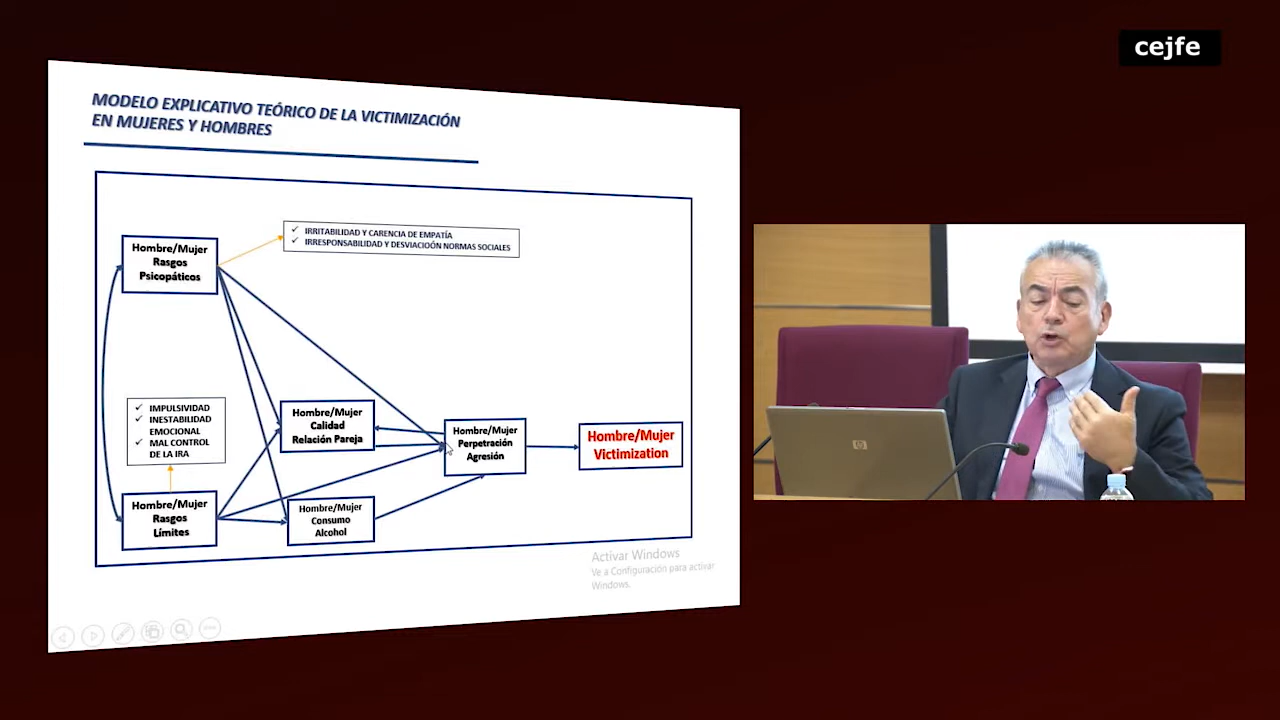 cejfe
MODELO EXPLICATIVO TEÓRICO DE LA VICTIMIZACIÓN
EN MUJERES Y HOMBRES
Hombre/Mujer
Rasgos
Psicopáticos
✓ IRRITABILIDAD Y CARENCIA DE EMPATÍA
✓ IRRESPONSABILIDAD Y DESVIACIOÓN NORMAS SOCIALES
✓ IMPULSIVIDAD
✓ INESTABILIDAD
EMOCIONAL
✓ MAL CONTROL
DE LA IRA
Hombre/Mujer
Calidad
Relación Pareja
Hombre/Mujer
Perpetración
Agresión
Hombre/Mujer
Victimization
Hombre/Mujer
Rasgos
Límites
Hombre/Mujer
Consumo
Alcohol
Activar Windows
Ve a Configuración para activar
Windows.
hp